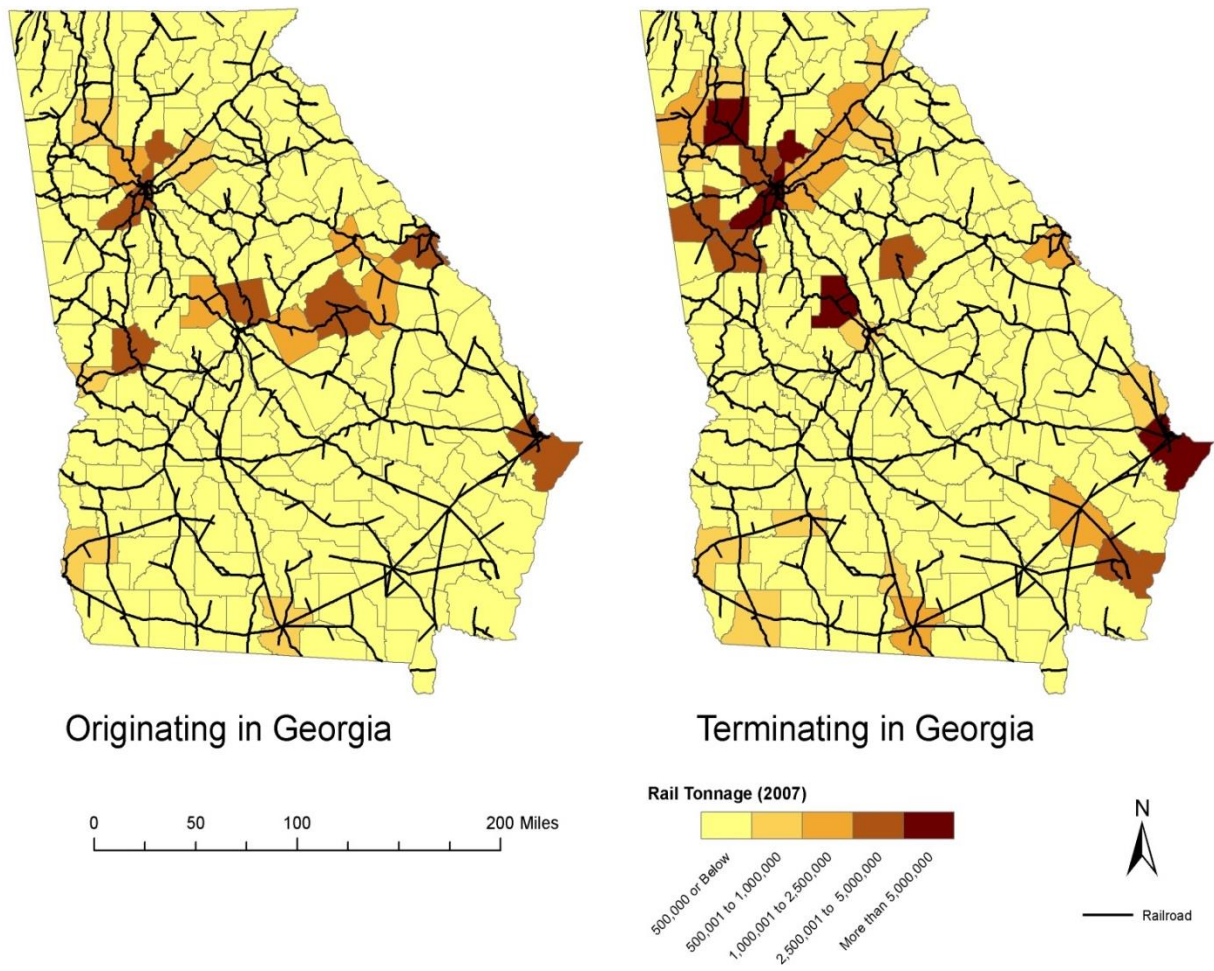 Originating in Georgia
Terminating in Georgia
0 50 100 200 Miles
Rail Tonnage (2007)
500,000 or Below
500,001 to 1,000,000
1,000,001 to 2,500,000
2,500,001 to 5,000,000
More than 5,000,000
N
Railroad